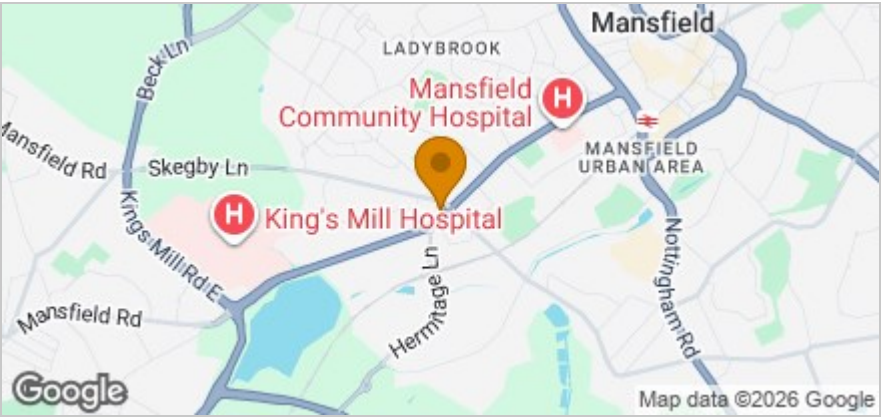 Mansfield
LADYBROOK
Beck Ln
Mansfield
Community Hospital
H
MANSFIELD
URBAN AREA
Mansfield Rd
Skegby Ln
H
King's Mill Hospital
Kings Mill Rd E
Nottingham Rd
Hermitage Ln
Mansfield Rd
Google
Map data ©2026 Google